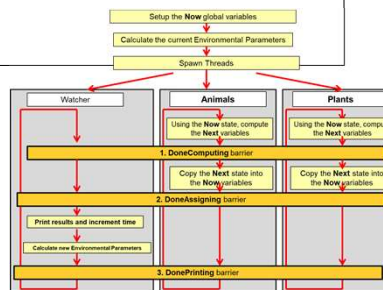 Setup the Now global variables
Calculate the current Environmental Parameters
Spawn Threads
Watcher
Animals
Plants
Using the Now state, compute
the Next variables
Using the Now state, compute
the Next variables
1. DoneComputing barrier
Copy the Next state into
the Now variables
Copy the Next state into
the Now variables
2. DoneAssigning barrier
Print results and increment time
Calculate new Environmental Parameters
3. DonePrinting barrier